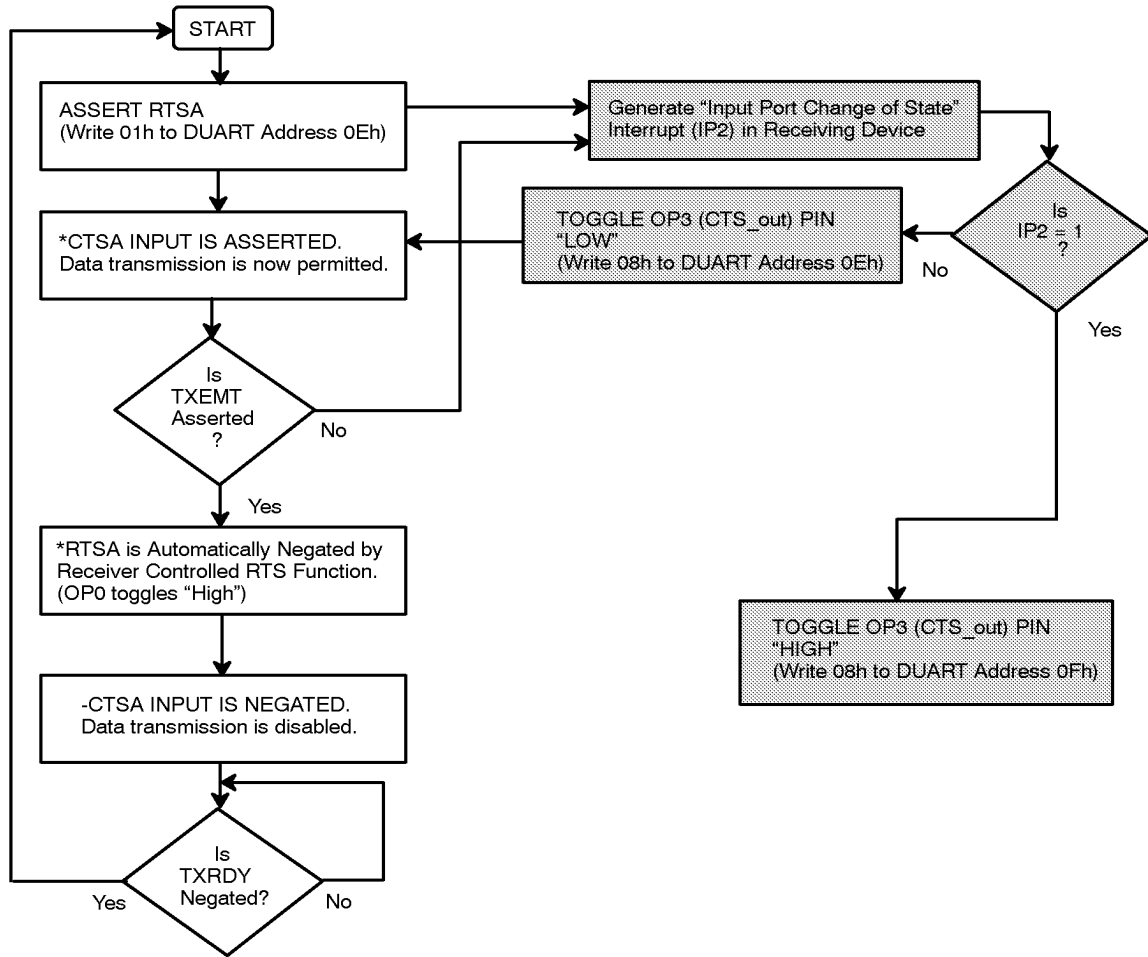 START
ASSERT RTSA
(Write 01h to DUART Address 0Eh)
Generate “Input Port Change of State”
Interrupt (IP2) in Receiving Device
Is
IP2 = 1
?
No
Yes
TOGGLE OP3 (CTS_out) PIN
“LOW”
(Write 08h to DUART Address 0Eh)
*CTSA INPUT IS ASSERTED.
Data transmission is now permitted.
Is
TXEMT
Asserted
?
No
Yes
*RTSA is Automatically Negated by
Receiver Controlled RTS Function.
(OP0 toggles “High”)
TOGGLE OP3 (CTS_out) PIN
“HIGH”
(Write 08h to DUART Address 0Fh)
-CTSA INPUT IS NEGATED.
Data transmission is disabled.
Is
TXRDY
Negated?
Yes
No